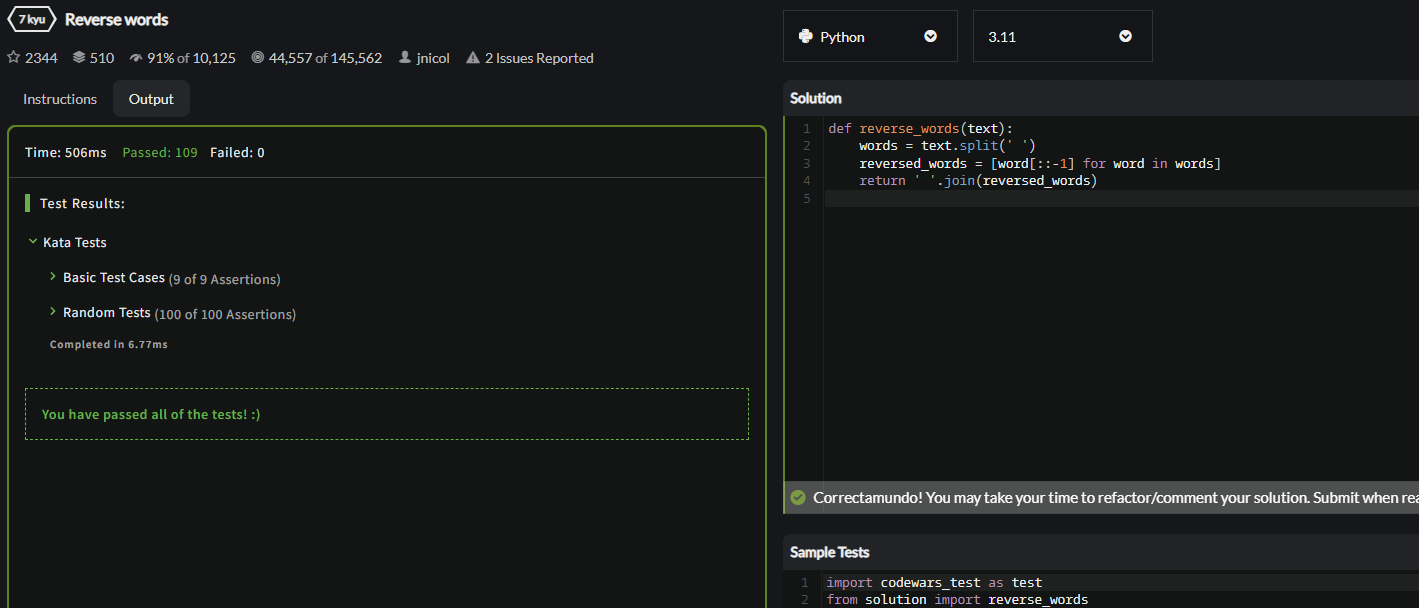 7 kyu Reverse words
2344 510 91% of 10,125 44,557 of 145,562 jnicol 2 Issues Reported
Instructions Output
Time: 506ms Passed: 109 Failed: 0
Test Results:
Kata Tests
Basic Test Cases (9 of 9 Assertions)
Random Tests (100 of 100 Assertions)
Completed in 6.77ms
You have passed all of the tests! :)
Python 3.11
Solution
1 def reverse_words(text):
2     words = text.split(' ')
3     reversed_words = [word[::-1] for word in words]
4     return ' '.join(reversed_words)
5
Correctamundo! You may take your time to refactor/comment your solution. Submit when rea
Sample Tests
1 import codewars_test as test
2 from solution import reverse_words